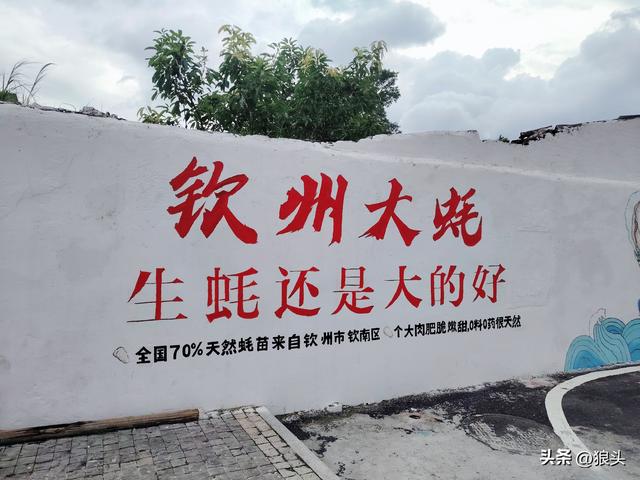 钦州大蚝
生蚝还是大的好
全国70%天然蚝苗来自钦州市钦南区 个大肉肥脆嫩甜,0料0药很天然
头条 @狼头